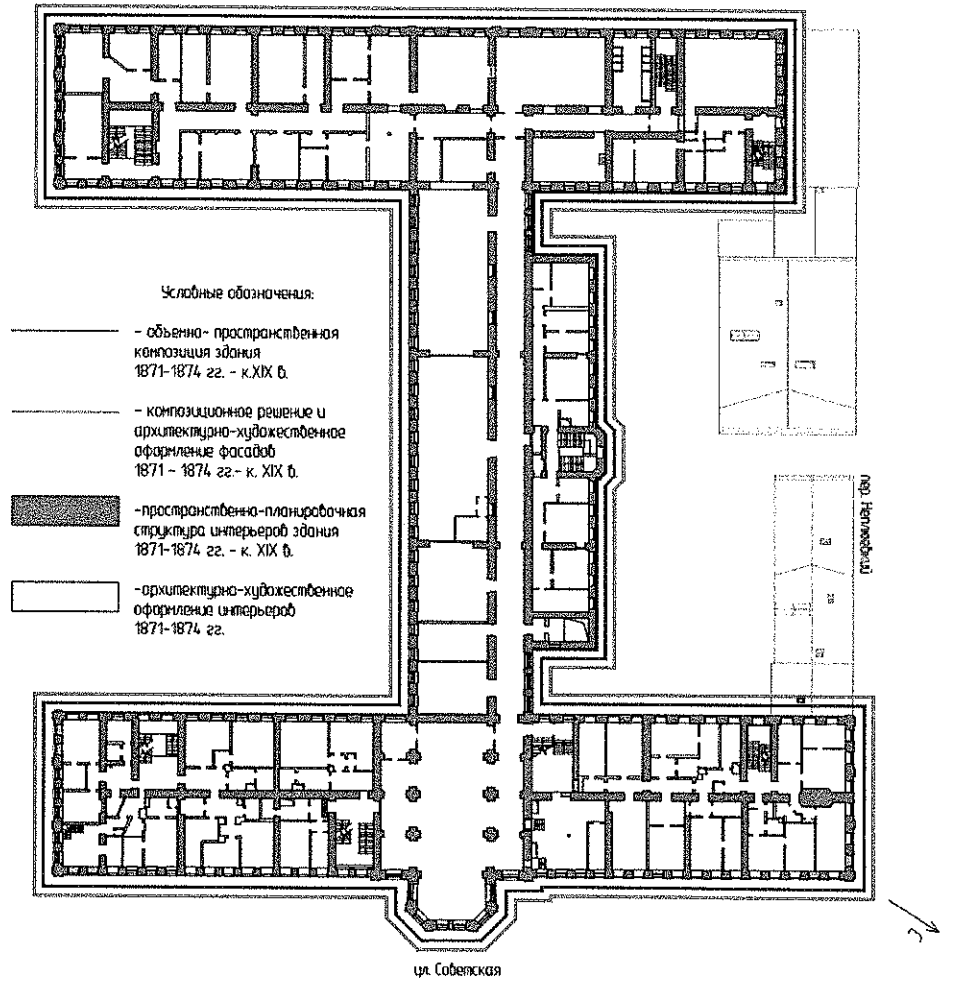 Условные обозначения:
- объемно- пространственная
композиция здания
1871-1874 гг. - к.XIX в.
- композиционное решение и
архитектурно-художественное
оформление фасадов
1871 - 1874 гг.- к. XIX в.
-пространственно-планировочная
структура интерьеров здания
1871-1874 гг. - к. XIX в.
-архитектурно-художественное
оформление интерьеров
1871-1874 гг.
пер. Неплюевский
ул. Советская